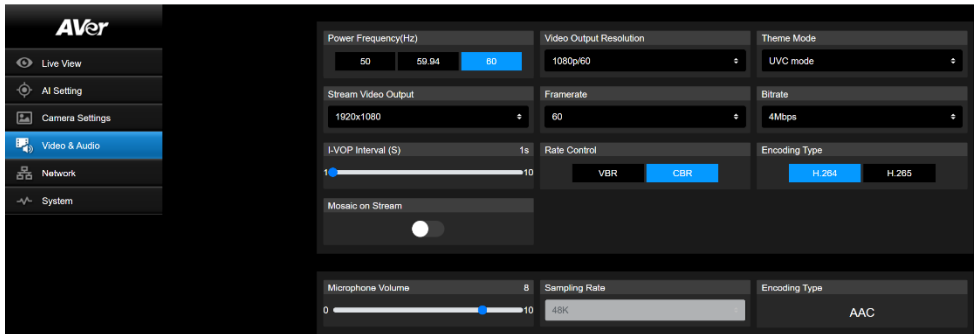 AVer
Live View
AI Setting
Camera Settings
Video & Audio
Network
System
Power Frequency(Hz)
50 59.94 60
Video Output Resolution
1080p/60
Theme Mode
UVC mode
Stream Video Output
1920x1080
Framerate
60
Bitrate
4Mbps
I-VOP Interval (S) 1s
1 10
Rate Control
VBR CBR
Encoding Type
H.264 H.265
Mosaic on Stream
Microphone Volume 8
0 10
Sampling Rate
48K
Encoding Type
AAC